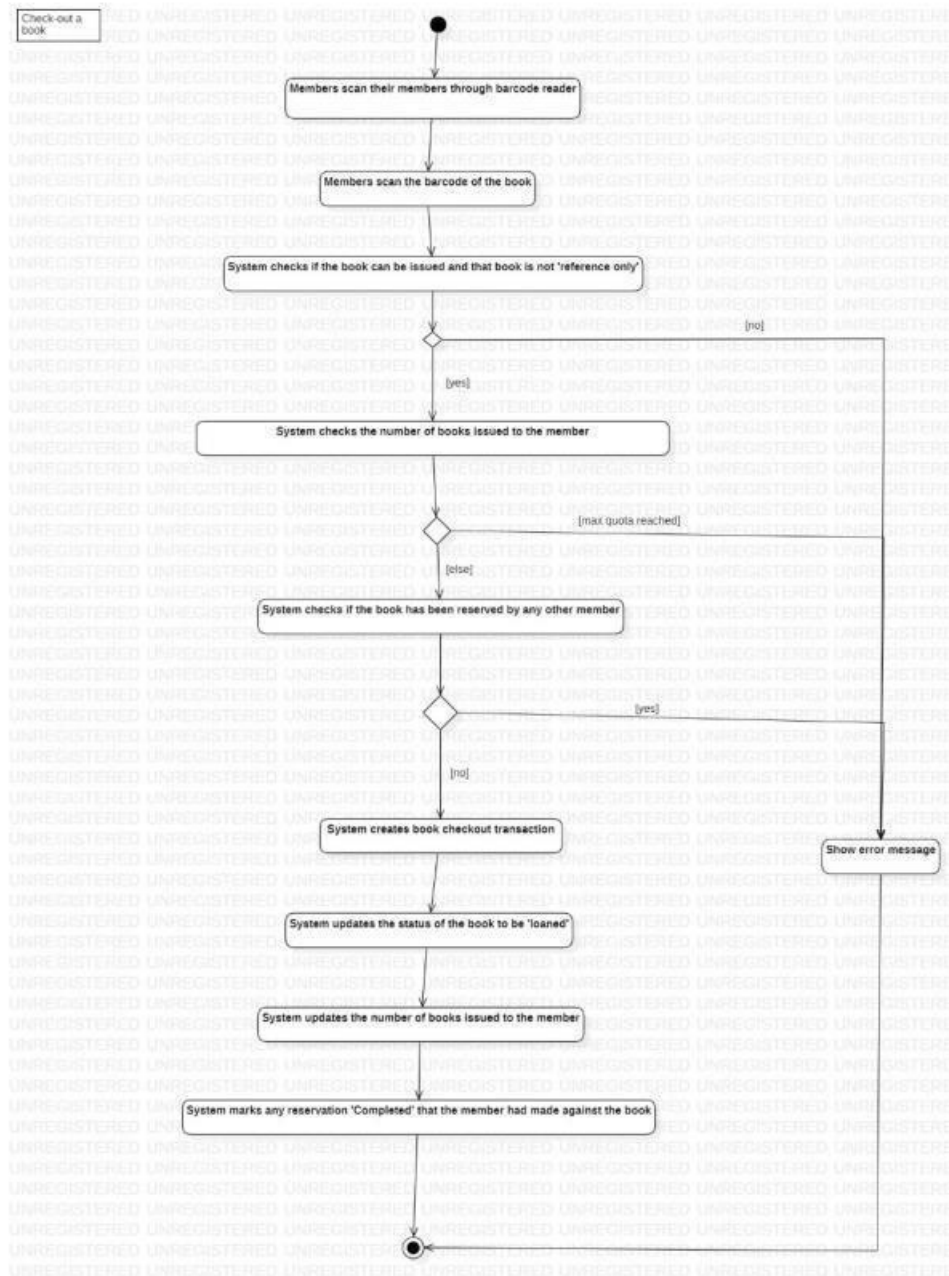 Check-out a
book
Members scan their members through barcode reader
Members scan the barcode of the book
System checks if the book can be issued and that book is not 'reference only'
[no]
[yes]
System checks the number of books issued to the member
[max quota reached]
[else]
System checks if the book has been reserved by any other member
[yes]
[no]
System creates book checkout transaction
Show error message
System updates the status of the book to be 'loaned'
System updates the number of books issued to the member
System marks any reservation 'Completed' that the member had made against the book
UNREGISTERED